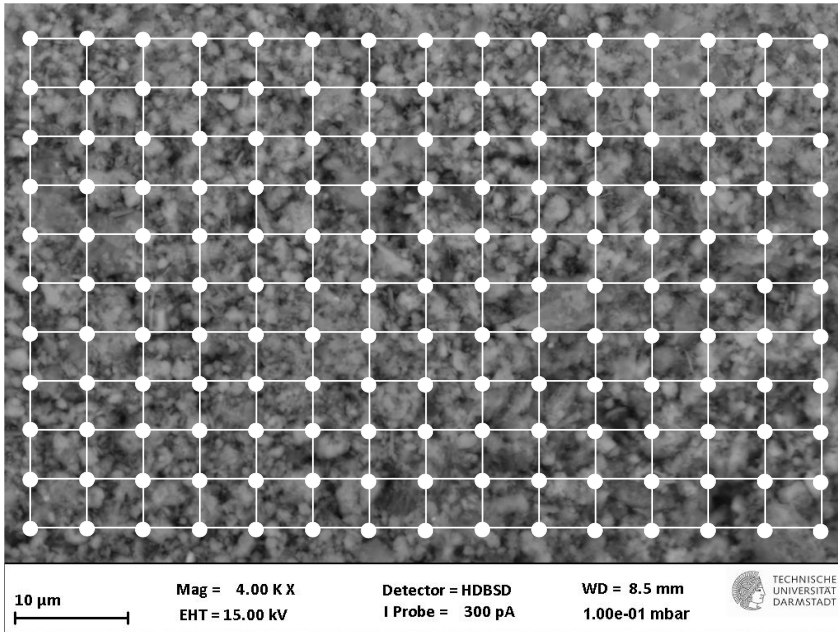 10 µm
Mag = 4.00 K X
EHT = 15.00 kV
Detector = HDBSD
I Probe = 300 pA
WD = 8.5 mm
1.00e-01 mbar
TECHNISCHE
UNIVERSITÄT
DARMSTADT